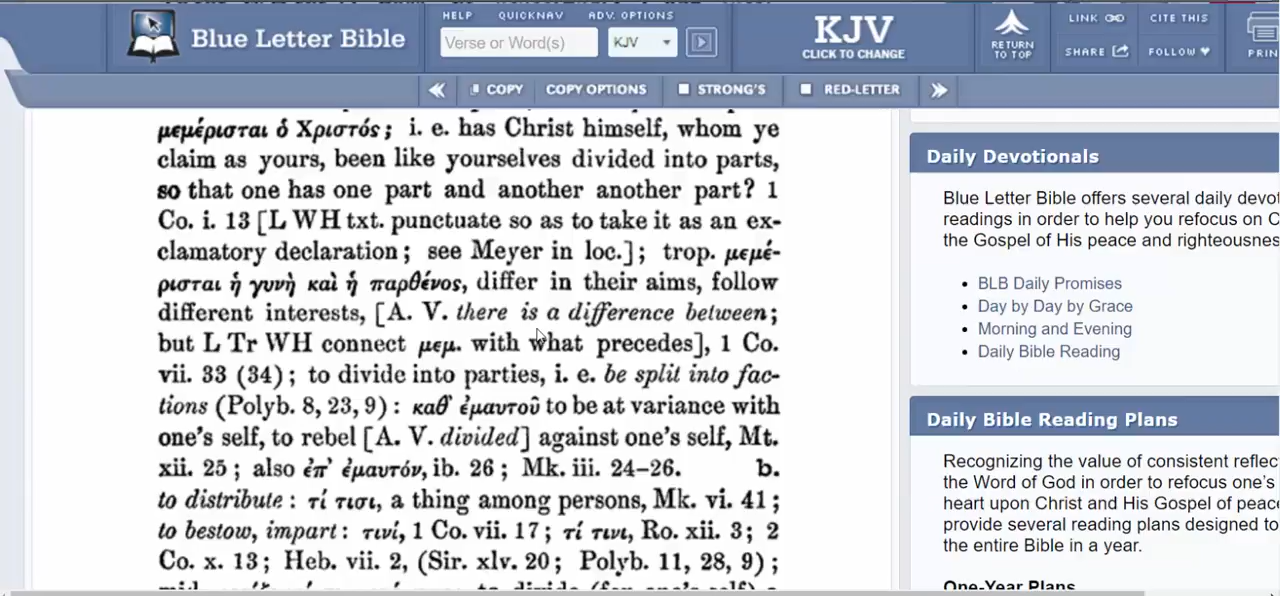 HELP QUICKNAV ADV. OPTIONS
Blue Letter Bible
Verse or Word(s)
KJV
KJV
CLICK TO CHANGE
RETURN
TO TOP
LINK
CITE THIS
SHARE
FOLLOW
PRIN
COPY
COPY OPTIONS
STRONG'S
RED-LETTER
μεμέρισται ὁ Χριστός; i. e. has Christ himself, whom ye
claim as yours, been like yourselves divided into parts,
so that one has one part and another another part? 1
Co. i. 13 [L WH txt. punctuate so as to take it as an ex-
clamatory declaration; see Meyer in loc.]; trop. μεμέ-
ρισται ἡ γυνὴ καὶ ἡ παρθένος, differ in their aims, follow
different interests, [A. V. there is a difference between;
but L Tr WH connect μεμ. with what precedes], 1 Co.
vii. 33 (34); to divide into parties, i. e. be split into fac-
tions (Polyb. 8, 23, 9): καθ' ἐμαυτοῦ to be at variance with
one's self, to rebel [A. V. divided] against one's self, Mt.
xii. 25; also ἐπ' ἐμαυτόν, ib. 26; Mk. iii. 24–26. b.
to distribute: τί τισι, a thing among persons, Mk. vi. 41;
to bestow, impart: τινί, 1 Co. vii. 17; τί τινι, Ro. xii. 3; 2
Co. x. 13; Heb. vii. 2, (Sir. xlv. 20; Polyb. 11, 28, 9);
to divide (for one's self) a
Daily Devotionals
Blue Letter Bible offers several daily devot
readings in order to help you refocus on C
the Gospel of His peace and righteousnes
BLB Daily Promises
Day by Day by Grace
Morning and Evening
Daily Bible Reading
Daily Bible Reading Plans
Recognizing the value of consistent reflec
the Word of God in order to refocus one's
heart upon Christ and His Gospel of peac
provide several reading plans designed to
the entire Bible in a year.
One-Year Plans